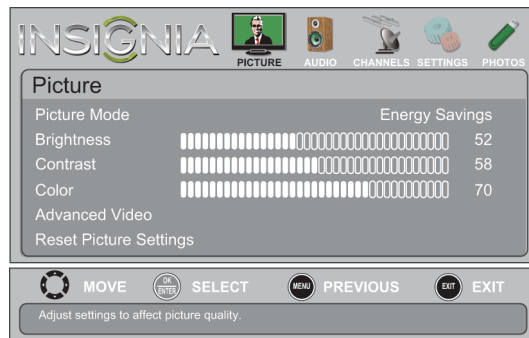 INSIGNIA
PICTURE AUDIO CHANNELS SETTINGS PHOTOS
Picture
Picture Mode Energy Savings
Brightness 52
Contrast 58
Color 70
Advanced Video
Reset Picture Settings
MOVE OK ENTER SELECT MENU PREVIOUS EXIT EXIT
Adjust settings to affect picture quality.